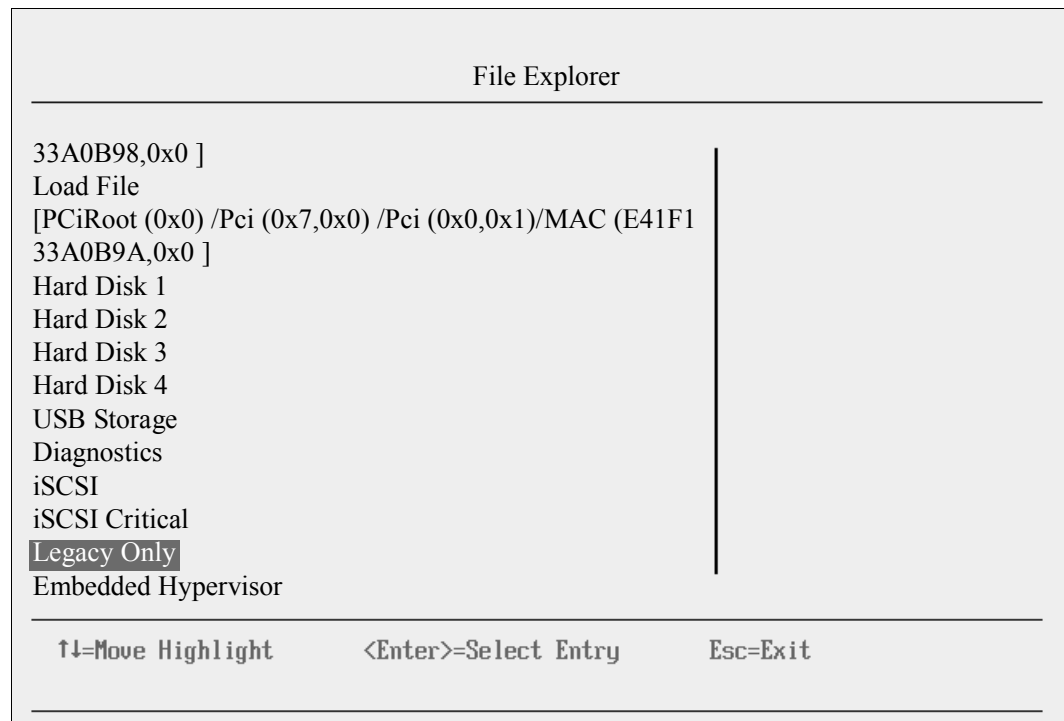 File Explorer
33A0B98,0x0 ]
Load File
[PCiRoot (0x0) /Pci (0x7,0x0) /Pci (0x0,0x1)/MAC (E41F1
33A0B9A,0x0 ]
Hard Disk 1
Hard Disk 2
Hard Disk 3
Hard Disk 4
USB Storage
Diagnostics
iSCSI
iSCSI Critical
Legacy Only
Embedded Hypervisor
↑↓=Move Highlight <Enter>=Select Entry Esc=Exit